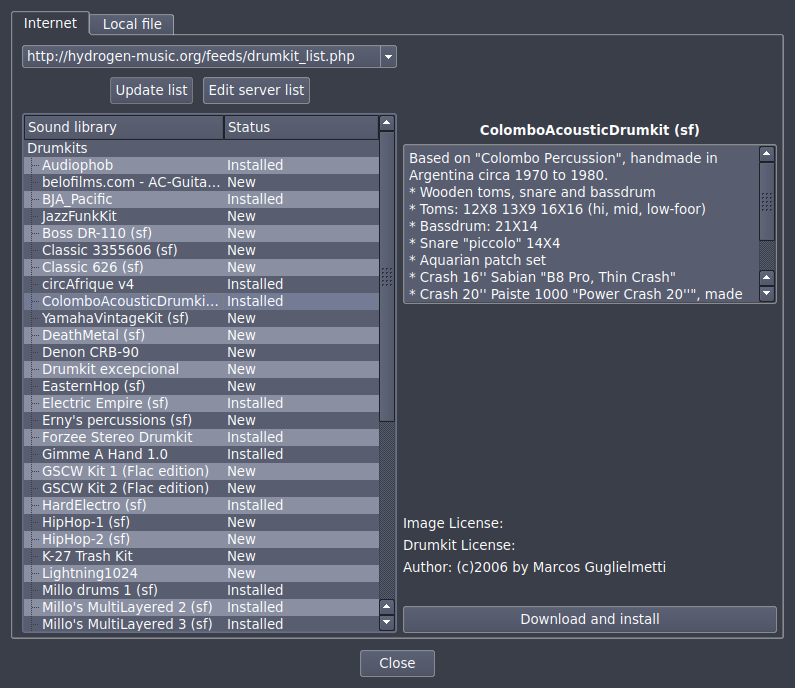 Internet Local file
http://hydrogen-music.org/feeds/drumkit_list.php
Update list Edit server list
Sound library Status
Drumkits
Audiophob Installed
belofilms.com - AC-Guita... New
BJA_Pacific Installed
JazzFunkKit New
Boss DR-110 (sf) New
Classic 3355606 (sf) New
Classic 626 (sf) New
circAfrique v4 Installed
ColomboAcousticDrumki... Installed
YamahaVintageKit (sf) New
DeathMetal (sf) New
Denon CRB-90 New
Drumkit excepcional New
EasternHop (sf) New
Electric Empire (sf) Installed
Erny's percussions (sf) New
Forzee Stereo Drumkit Installed
Gimme A Hand 1.0 Installed
GSCW Kit 1 (Flac edition) New
GSCW Kit 2 (Flac edition) New
HardElectro (sf) Installed
HipHop-1 (sf) New
HipHop-2 (sf) New
K-27 Trash Kit New
Lightning1024 New
Millo drums 1 (sf) Installed
Millo's MultiLayered 2 (sf) Installed
Millo's MultiLayered 3 (sf) Installed
ColomboAcousticDrumkit (sf)
Based on "Colombo Percussion", handmade in
Argentina circa 1970 to 1980.
* Wooden toms, snare and bassdrum
* Toms: 12X8 13X9 16X16 (hi, mid, low-foor)
* Bassdrum: 21X14
* Snare "piccolo" 14X4
* Aquarian patch set
* Crash 16'' Sabian "B8 Pro, Thin Crash"
* Crash 20'' Paiste 1000 "Power Crash 20''", made
Image License:
Drumkit License:
Author: (c)2006 by Marcos Guglielmetti
Download and install
Close